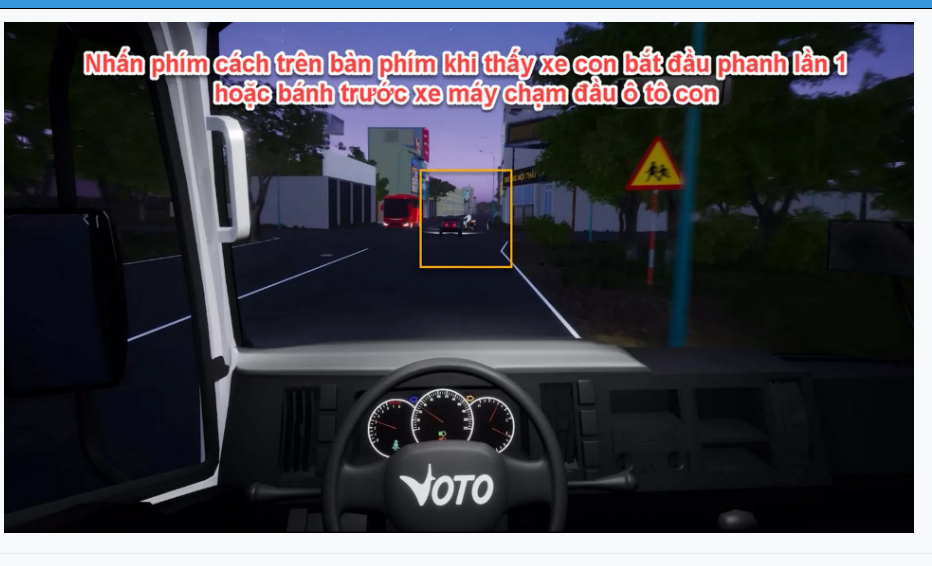 Nhấn phím cách trên bàn phím khi thấy xe con bắt đầu phanh lần 1
hoặc bánh trước xe máy chạm đầu ô tô con
VOTO